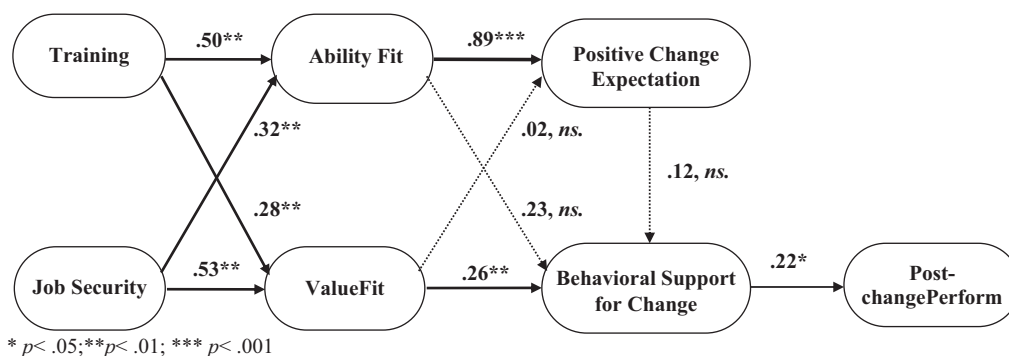 .50**
.89***
Training
Ability Fit
Positive Change
Expectation
.32**
.02, ns.
.12, ns.
.28**
.23, ns.
.53**
.26**
.22*
Job Security
ValueFit
Behavioral Support
for Change
Post-
changePerform
* p< .05;**p< .01; *** p< .001